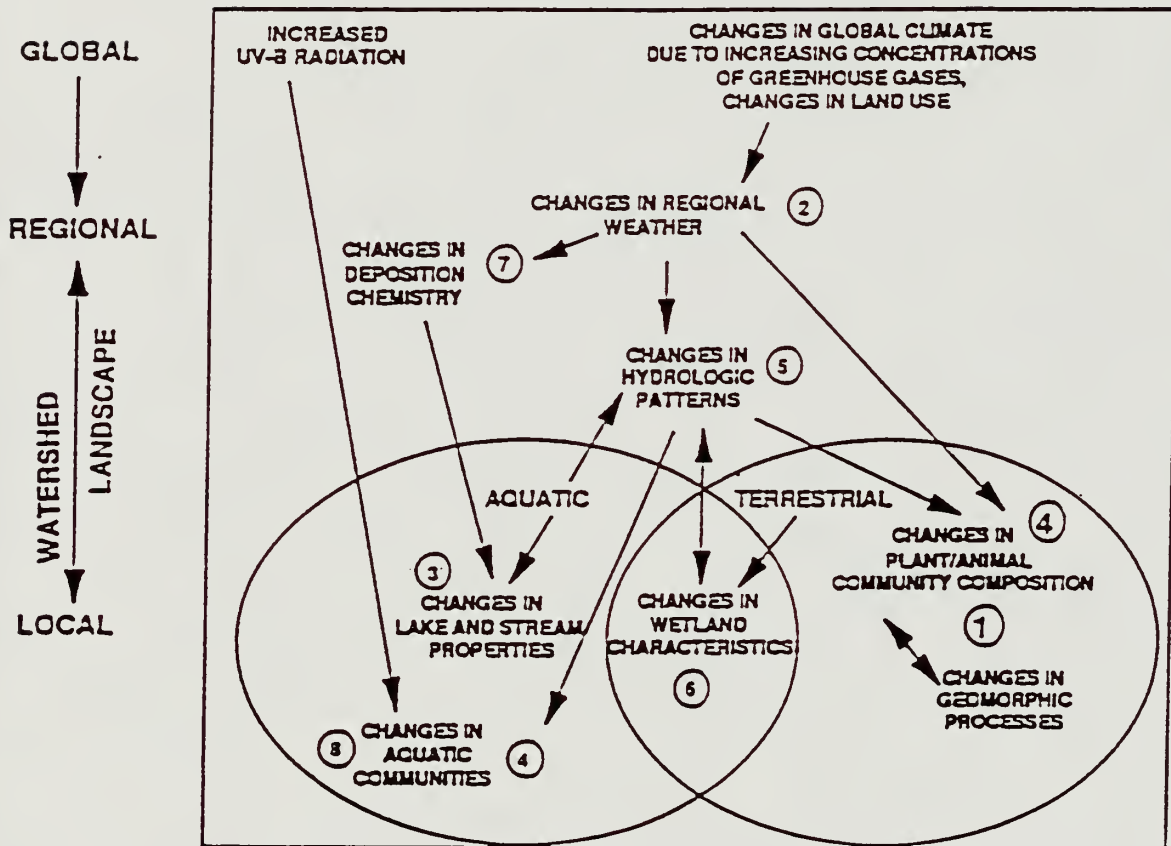 GLOBAL
REGIONAL
WATERSHED
LANDSCAPE
LOCAL
INCREASED
UV-B RADIATION
CHANGES IN GLOBAL CLIMATE
DUE TO INCREASING CONCENTRATIONS
OF GREENHOUSE GASES,
CHANGES IN LAND USE
CHANGES IN REGIONAL
WEATHER
2
CHANGES IN
DEPOSITION
CHEMISTRY
7
CHANGES IN
HYDROLOGIC
PATTERNS
5
AQUATIC
TERRESTRIAL
3
CHANGES IN
LAKE AND STREAM
PROPERTIES
CHANGES IN
WETLAND
CHARACTERISTICS
6
4
CHANGES IN
PLANT/ANIMAL
COMMUNITY COMPOSITION
1
CHANGES IN
GEOMORPHIC
PROCESSES
8
CHANGES IN
AQUATIC
COMMUNITIES
4